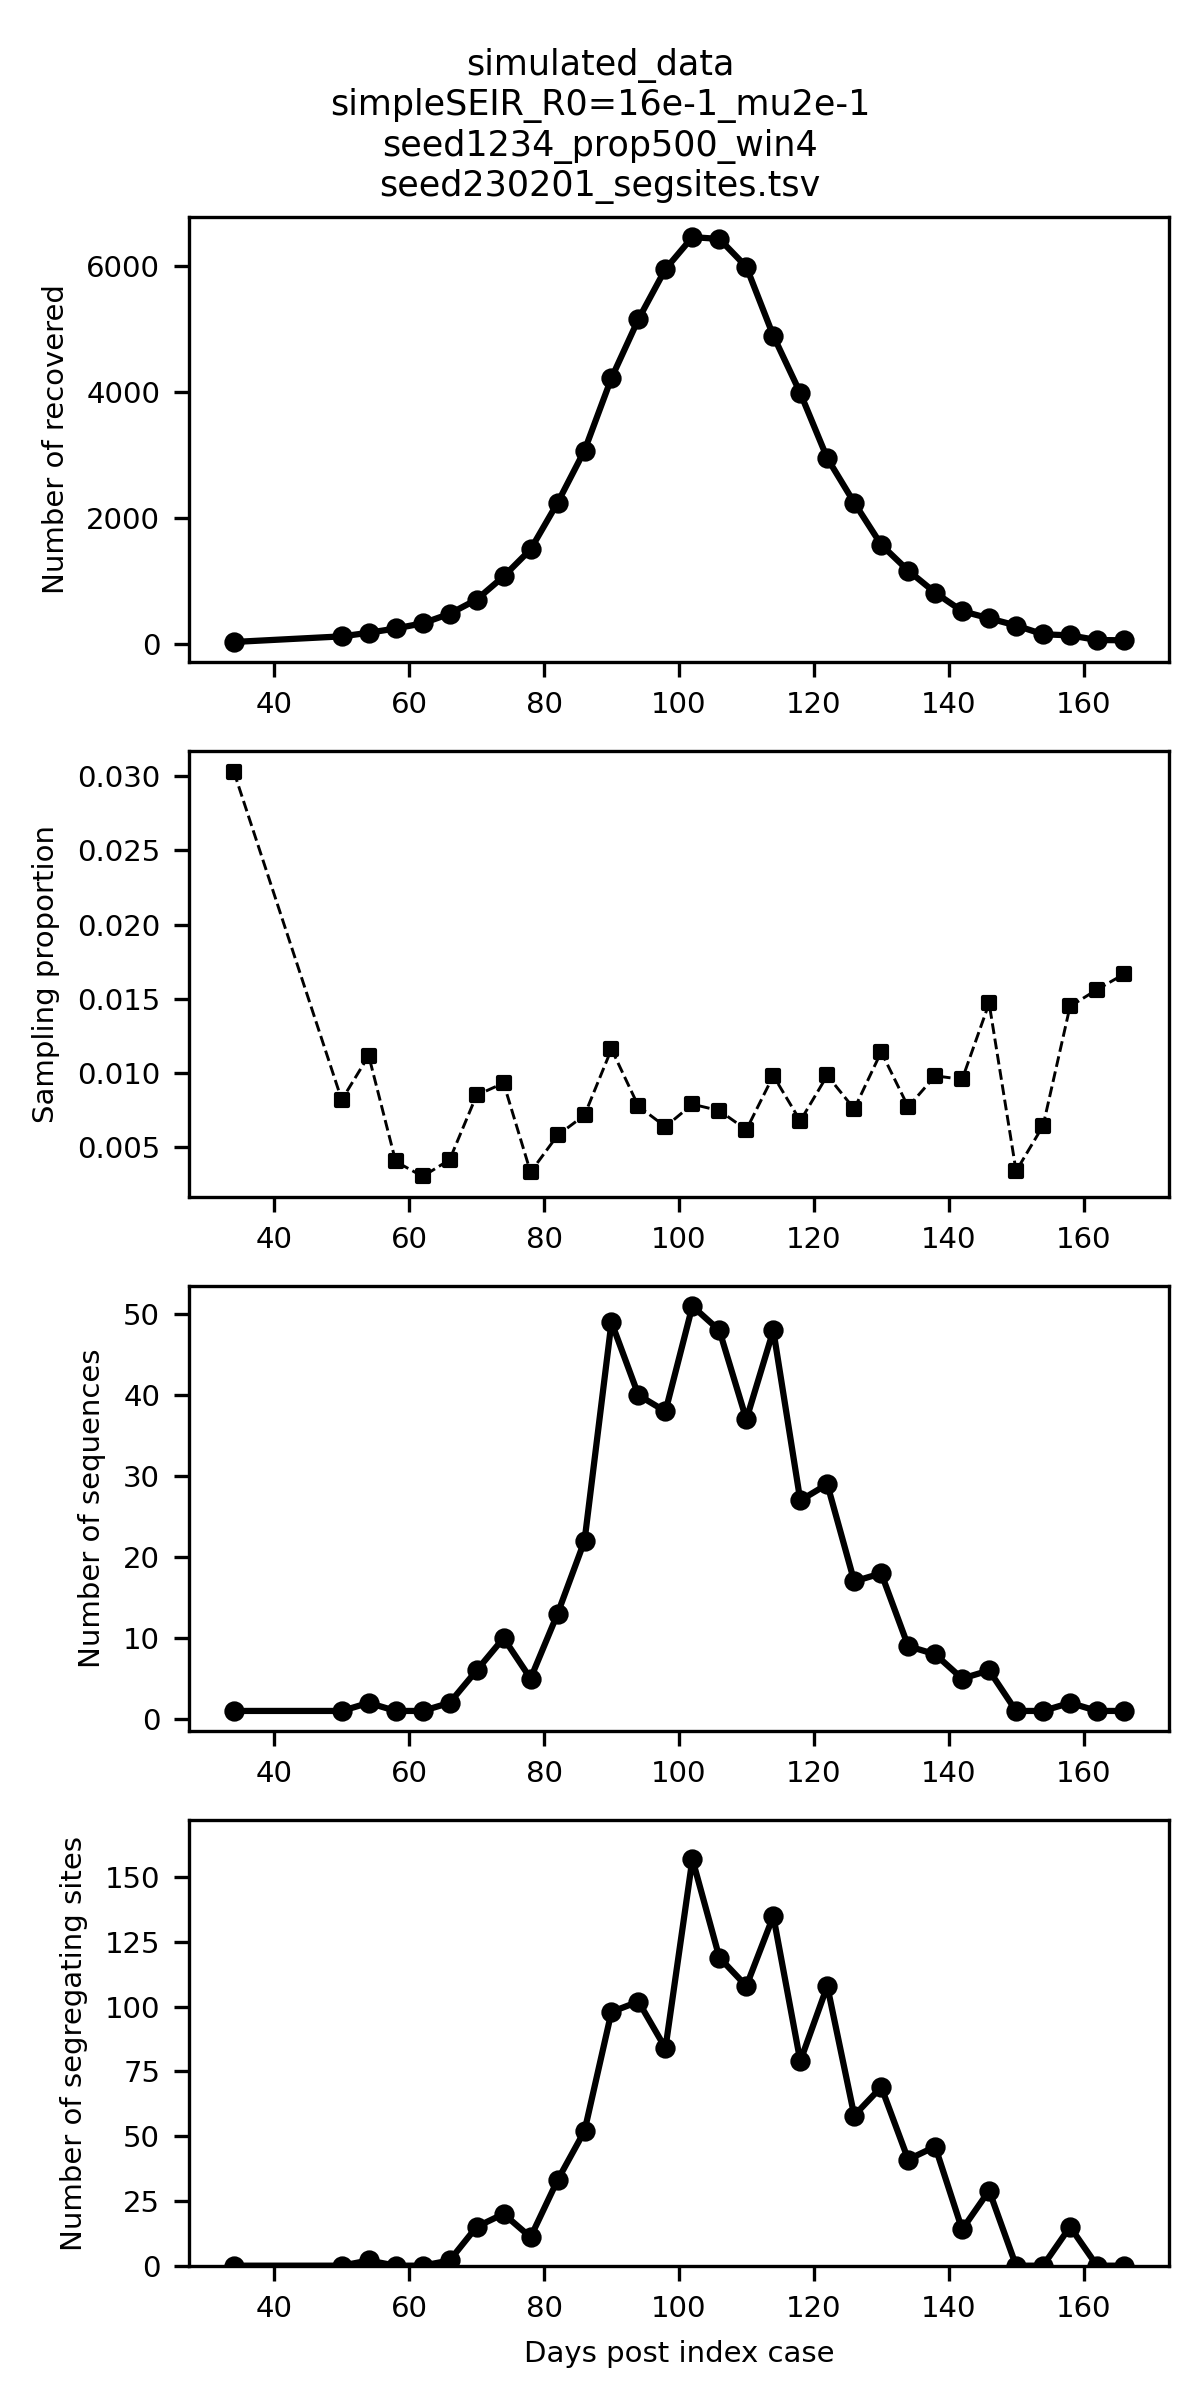 simulated_data
simpleSEIR_R0=16e-1_mu2e-1
seed1234_prop500_win4
seed230201_segsites.tsv
Number of recovered
6000
4000
2000
0
40 60 80 100 120 140 160
Sampling proportion
0.030
0.025
0.020
0.015
0.010
0.005
40 60 80 100 120 140 160
Number of sequences
50
40
30
20
10
0
40 60 80 100 120 140 160
Number of segregating sites
150
125
100
75
50
25
0
40 60 80 100 120 140 160
Days post index case